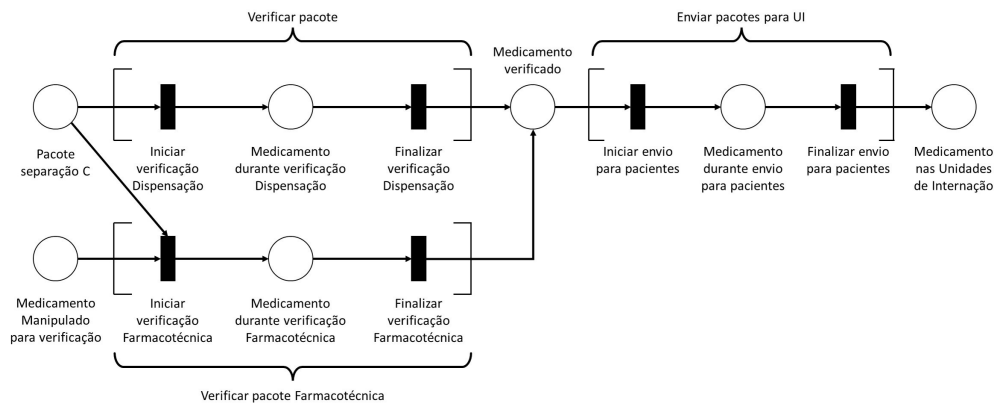 Verificar pacote
Enviar pacotes para UI
Medicamento
verificado
Pacote
separação C
Iniciar
verificação
Dispensação
Medicamento
durante verificação
Dispensação
Finalizar
verificação
Dispensação
Iniciar envio
para pacientes
Medicamento
durante envio
para pacientes
Finalizar envio
para pacientes
Medicamento
nas Unidades
de Internação
Medicamento
Manipulado
para verificação
Iniciar
verificação
Farmacotécnica
Medicamento
durante verificação
Farmacotécnica
Finalizar
verificação
Farmacotécnica
Verificar pacote Farmacotécnica